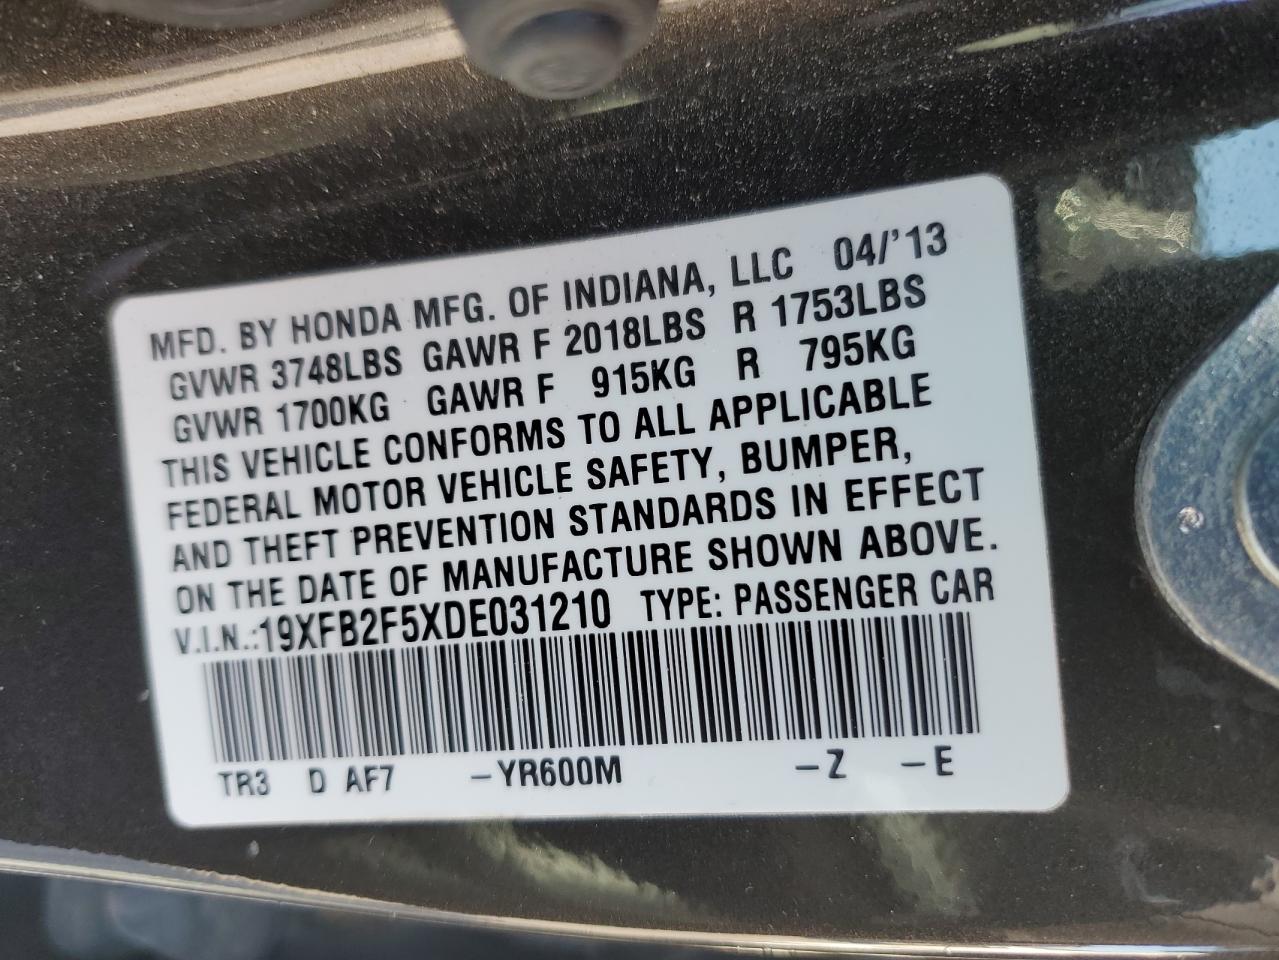 MFD. BY HONDA MFG. OF INDIANA, LLC 04/'13
GVWR 3748LBS GAWR F 2018LBS R 1753LBS
GVWR 1700KG GAWR F 915KG R 795KG
THIS VEHICLE CONFORMS TO ALL APPLICABLE
FEDERAL MOTOR VEHICLE SAFETY, BUMPER,
AND THEFT PREVENTION STANDARDS IN EFFECT
ON THE DATE OF MANUFACTURE SHOWN ABOVE.
V.I.N.:19XFB2F5XDE031210 TYPE: PASSENGER CAR
TR3 D AF7 -YR600M -Z -E